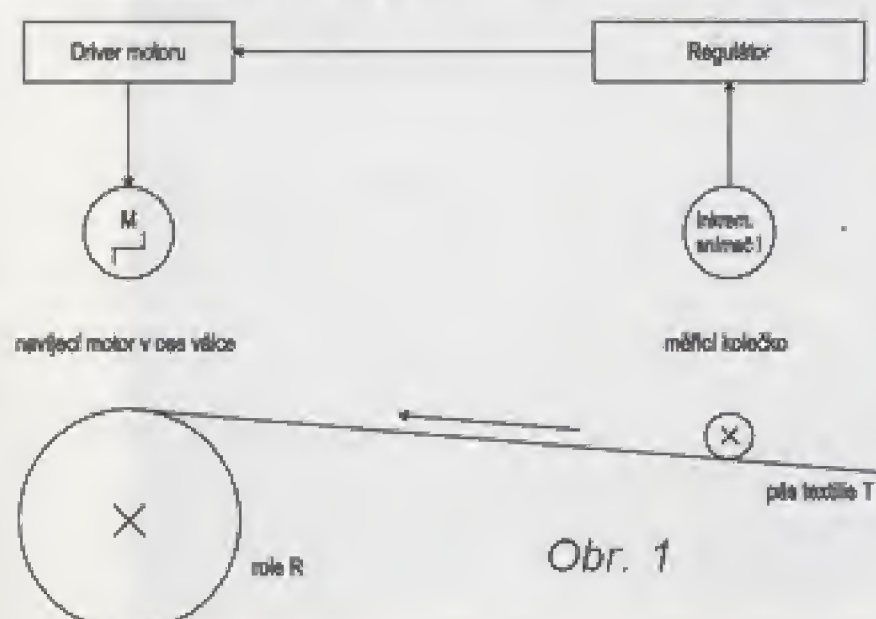 Driver motoru
Regulátor
M
Inkrem.
snímač I
navíjecí motor v ose válce
měřicí kolečko
pás textilie T
role R
Obr. 1